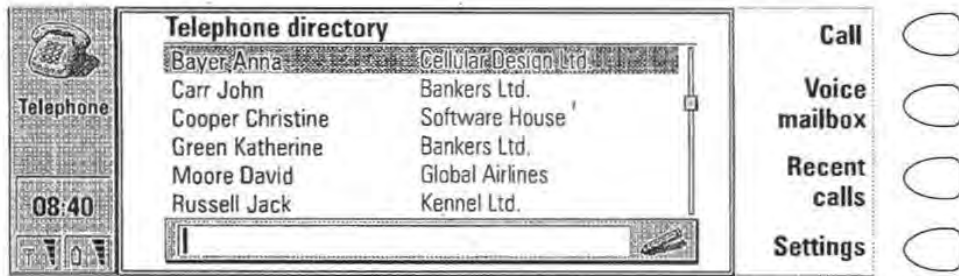 Telephone
08:40
Telephone directory
Bayer Anna Cellular Design Ltd.
Carr John Bankers Ltd.
Cooper Christine Software House
Green Katherine Bankers Ltd.
Moore David Global Airlines
Russell Jack Kennel Ltd.
Call
Voice
mailbox
Recent
calls
Settings